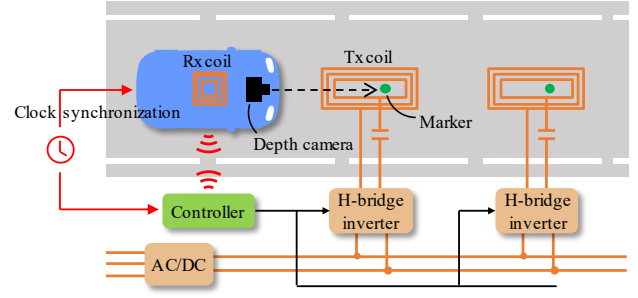 Rx coil
Tx coil
Clock synchronization
Depth camera
Marker
Controller
H-bridge
inverter
H-bridge
inverter
AC/DC